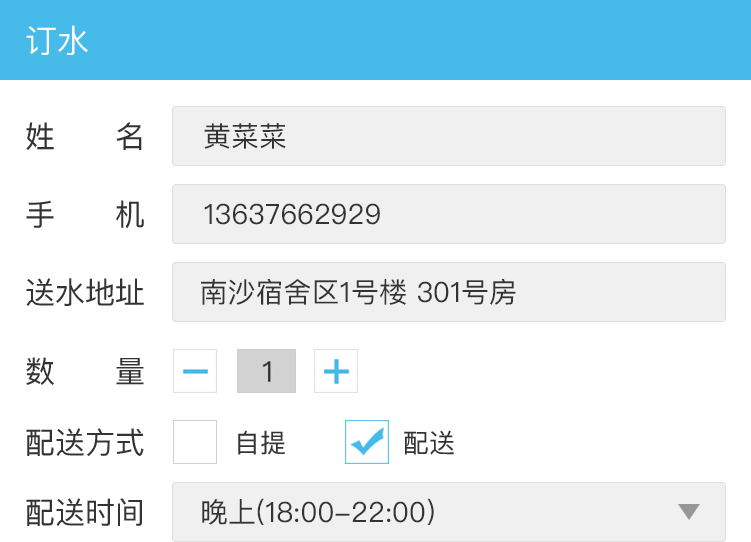 订水
姓名 黄菜菜
手机 13637662929
送水地址 南沙宿舍区1号楼 301号房
数量 1
配送方式 自提 配送
配送时间 晚上(18:00-22:00)